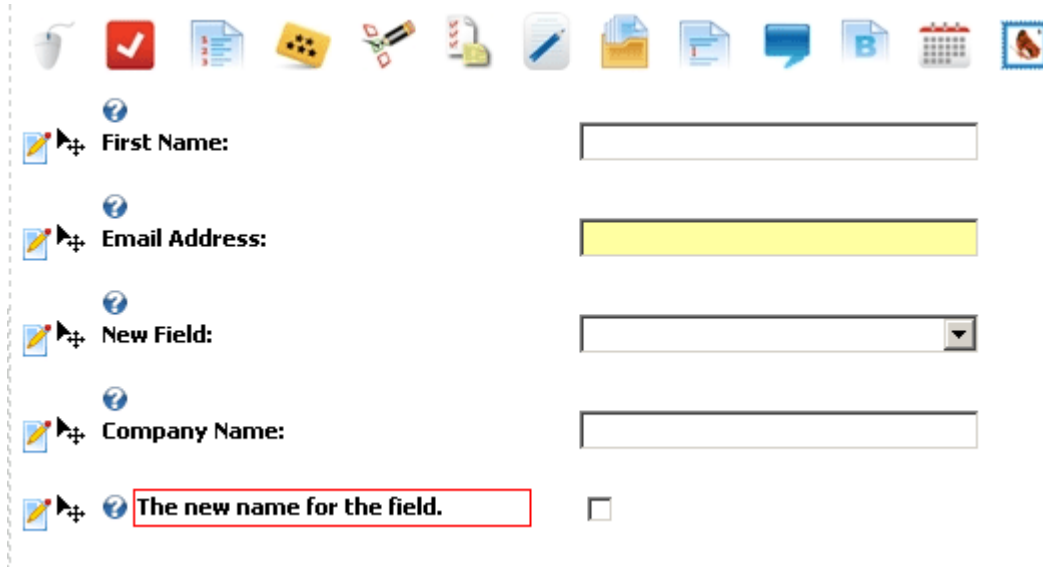 B
First Name:
Email Address:
New Field:
Company Name:
The new name for the field.